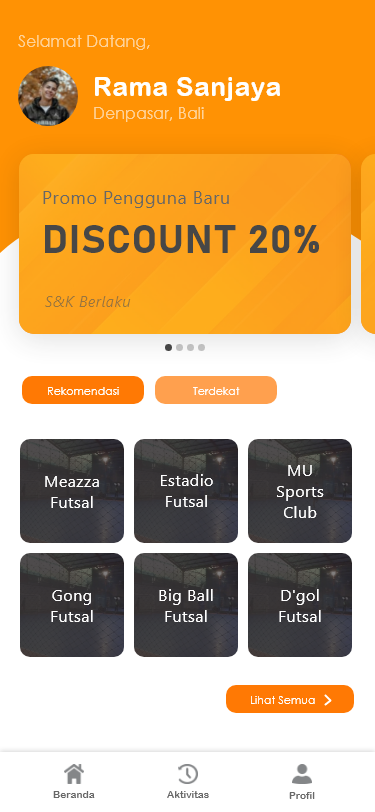 Selamat Datang,
Rama Sanjaya
Denpasar, Bali
Promo Pengguna Baru
DISCOUNT 20%
S&K Berlaku
Rekomendasi
Terdekat
Meazza
Futsal
Estadio
Futsal
MU
Sports
Club
Gong
Futsal
Big Ball
Futsal
D'gol
Futsal
Lihat Semua
Beranda
Aktivitas
Profil